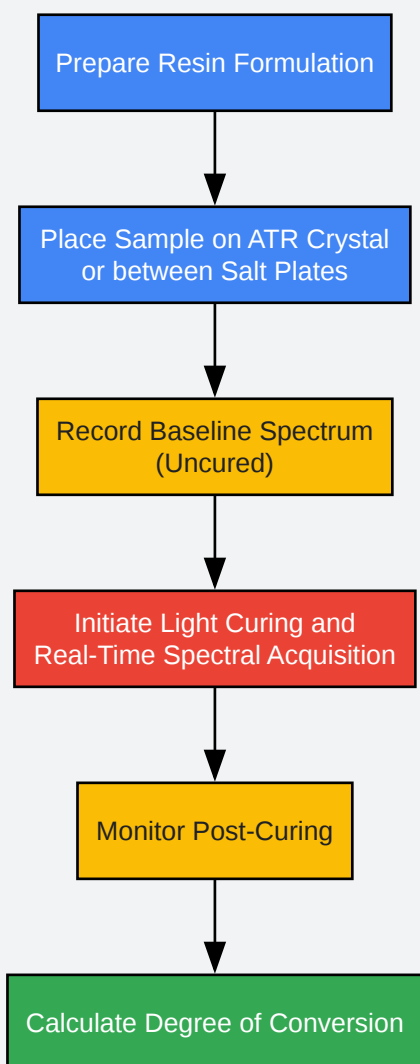 Prepare Resin Formulation
Place Sample on ATR Crystal
or between Salt Plates
Record Baseline Spectrum
(Uncured)
Initiate Light Curing and
Real-Time Spectral Acquisition
Monitor Post-Curing
Calculate Degree of Conversion